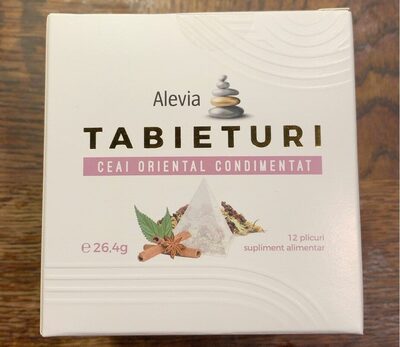 Alevia
TABIETURI
CEAI ORIENTAL CONDIMENTAT
℮ 26,4g
12 plicuri
supliment alimentar